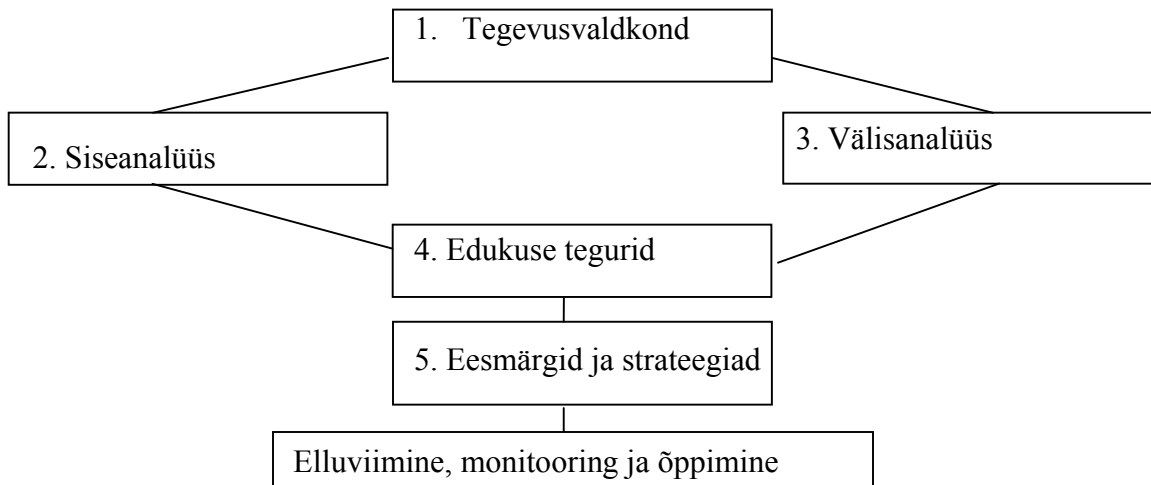 1. Tegevusvaldkond
2. Siseanalüüs
3. Välisanalüüs
4. Edukuse tegurid
5. Eesmärgid ja strateegiad
Elluviimine, monitooring ja õppimine